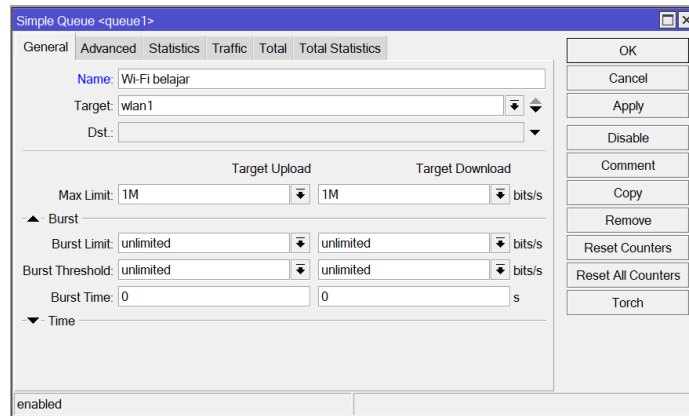 Simple Queue <queue1>
General Advanced Statistics Traffic Total Total Statistics
Name: Wi-Fi belajar
Target: wlan1
Dst.:
Target Upload Target Download
Max Limit: 1M 1M bits/s
Burst
Burst Limit: unlimited unlimited bits/s
Burst Threshold: unlimited unlimited bits/s
Burst Time: 0 0 s
Time
enabled
OK
Cancel
Apply
Disable
Comment
Copy
Remove
Reset Counters
Reset All Counters
Torch